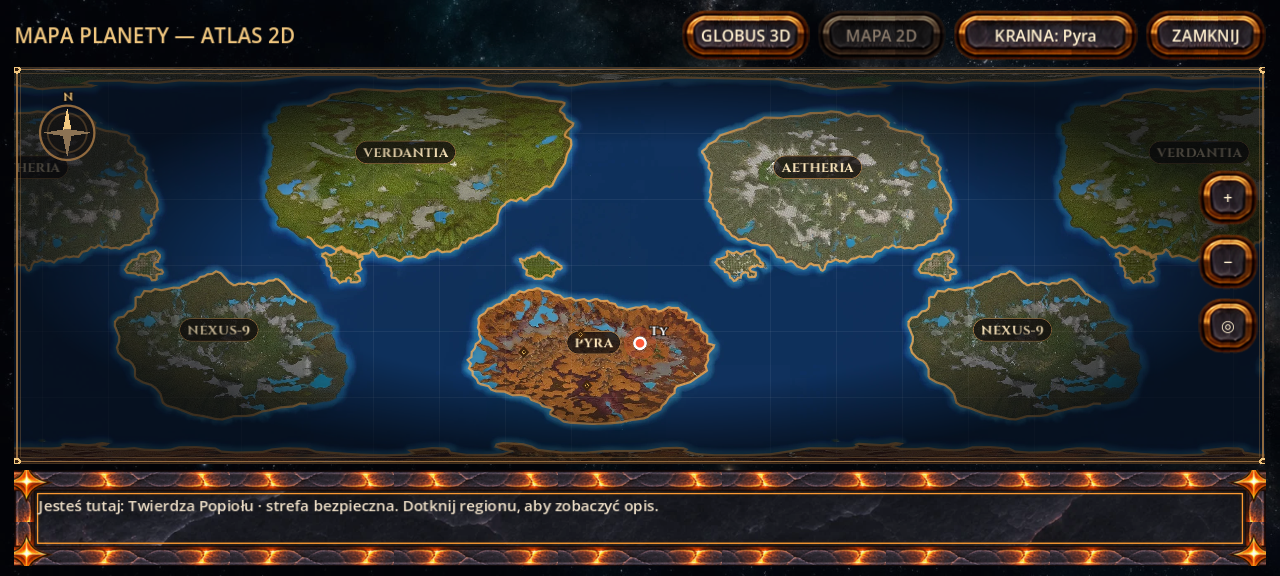 MAPA PLANETY — ATLAS 2D
GLOBUS 3D
MAPA 2D
KRAINA: Pyra
ZAMKNIJ
N
VERDANTIA
VERDANTIA
HERIA
AETHERIA
+
−
NEXUS-9
PYRA
TY
NEXUS-9
◎
Jesteś tutaj: Twierdza Popiołu · strefa bezpieczna. Dotknij regionu, aby zobaczyć opis.